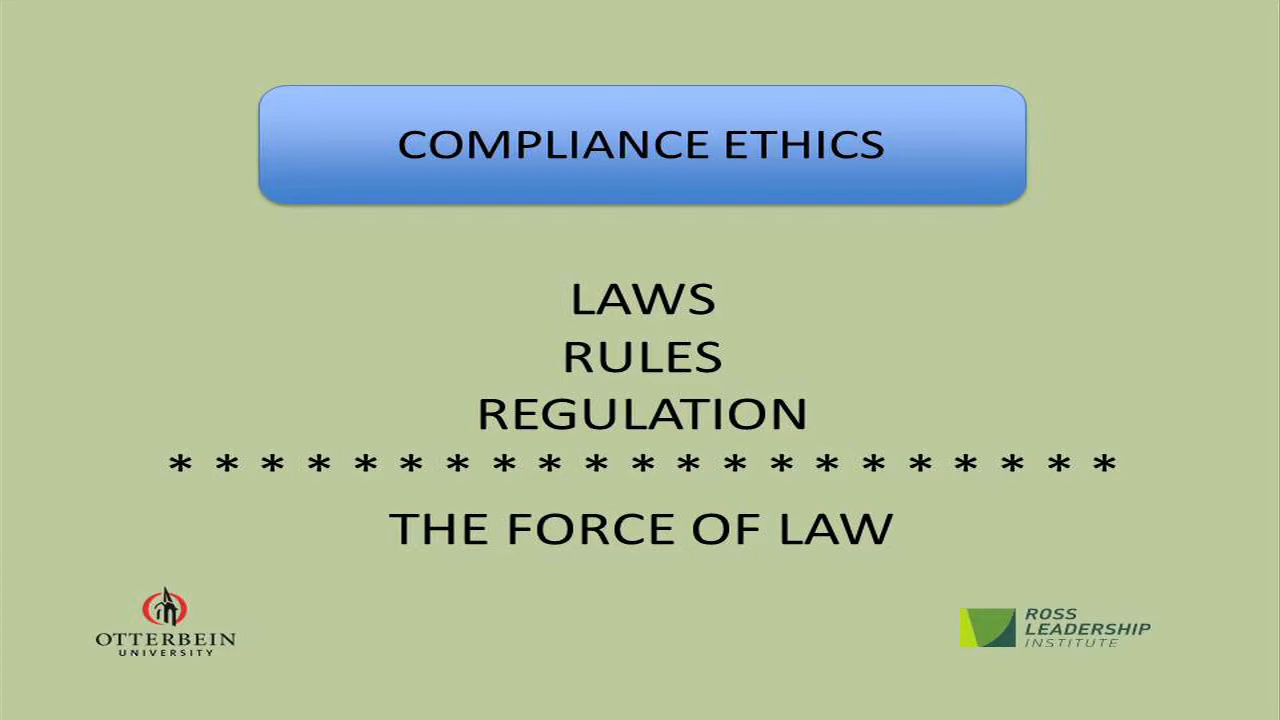 COMPLIANCE ETHICS
LAWS
RULES
REGULATION
* * * * * * * * * * * * * * * * * * * * *
THE FORCE OF LAW
OTTERBEIN
UNIVERSITY
ROSS
LEADERSHIP
INSTITUTE